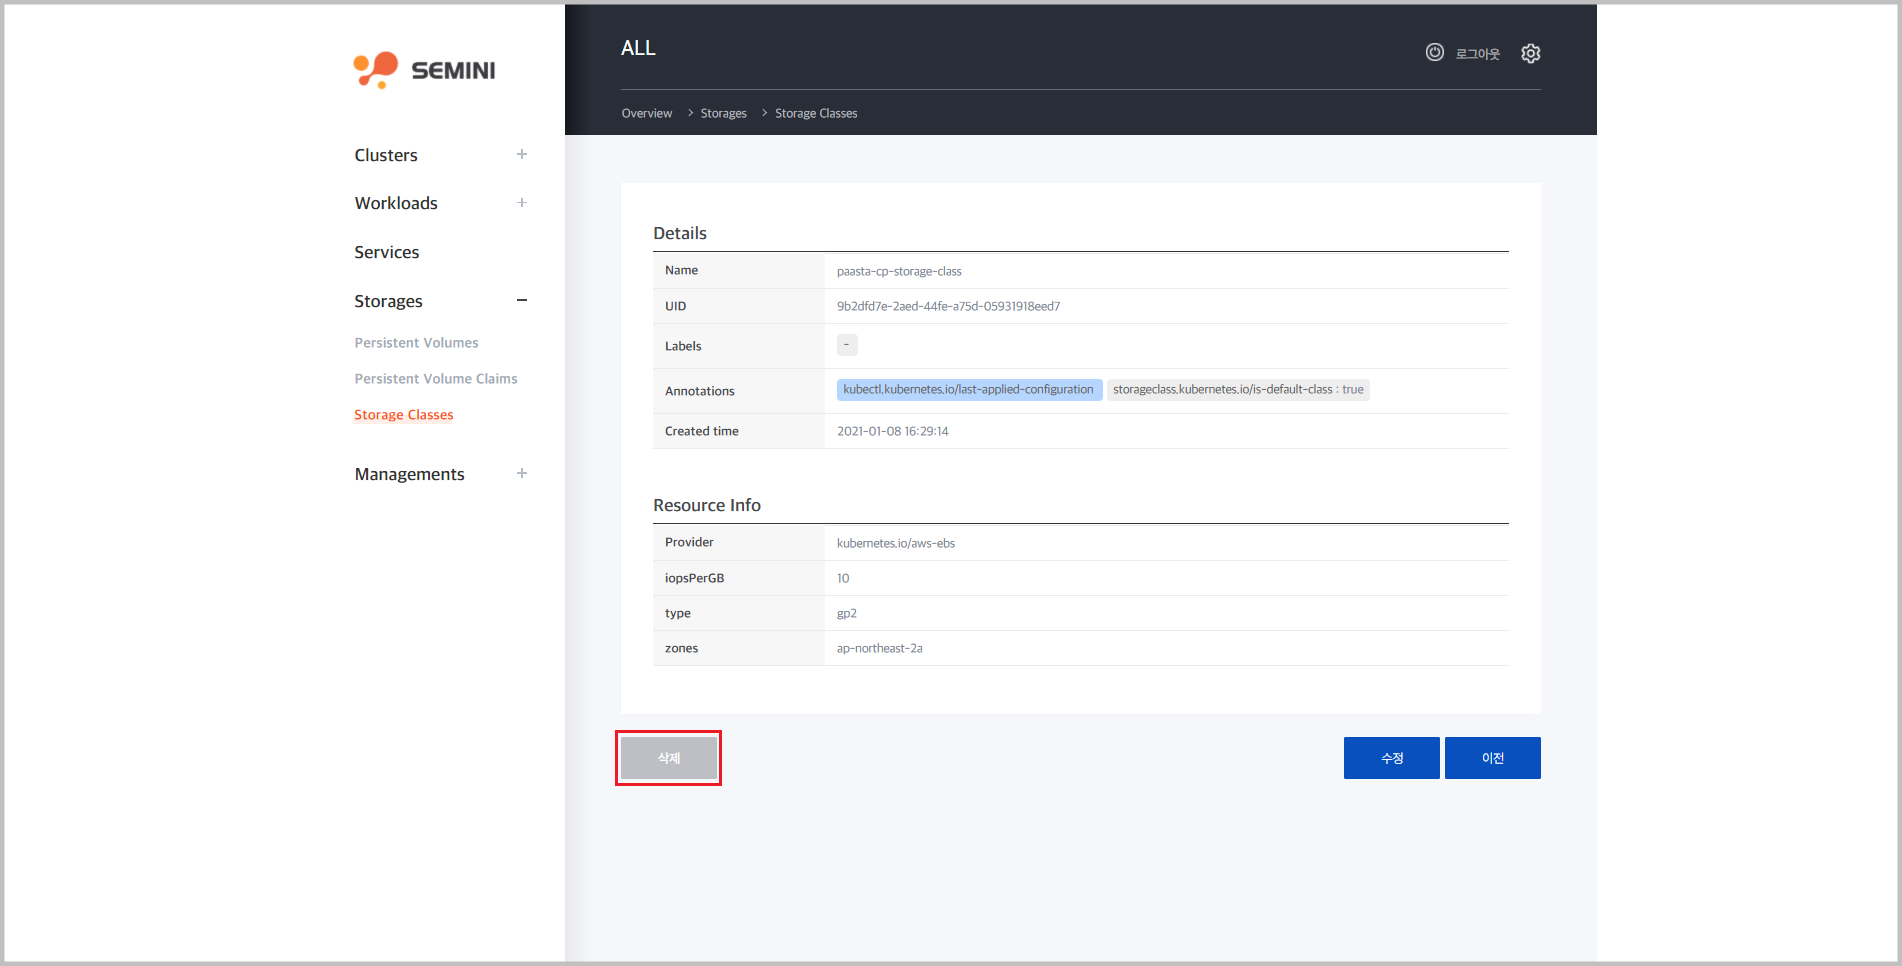 SEMINI
Clusters
Workloads
Services
Storages
Persistent Volumes
Persistent Volume Claims
Storage Classes
Managements
ALL
로그아웃
Overview > Storages > Storage Classes
Details
Name paasta-cp-storage-class
UID 9b2dfd7e-2aed-44fe-a75d-05931918eed7
Labels -
Annotations kubectl.kubernetes.io/last-applied-configuration storageclass.kubernetes.io/is-default-class : true
Created time 2021-01-08 16:29:14
Resource Info
Provider kubernetes.io/aws-ebs
iopsPerGB 10
type gp2
zones ap-northeast-2a
삭제 수정 이전